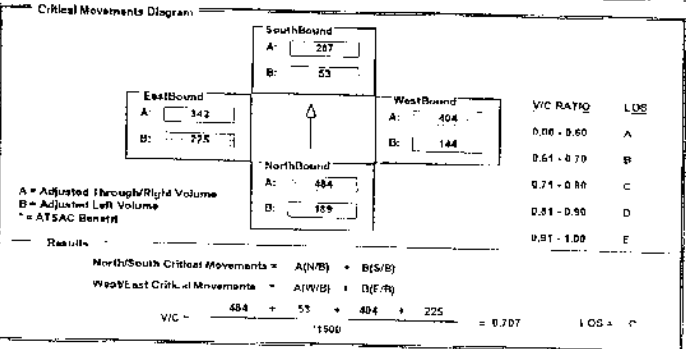 Critical Movements Diagram
SouthBound
A: 267
B: 53
EastBound
A: 342
B: 225
WestBound
A: 404
B: 144
NorthBound
A: 484
B: 189
V/C RATIO LOS
0.00 - 0.60 A
0.61 - 0.70 B
0.71 - 0.80 C
0.81 - 0.90 D
0.91 - 1.00 E
A = Adjusted Through/Right Volume
B = Adjusted Left Volume
* = ATSAC Benefit
Results
North/South Critical Movements = A(N/B) + B(S/B)
West/East Critical Movements = A(W/B) + B(E/B)
V/C = 484 + 53 + 404 + 225 = 0.707 LOS = C
*1500